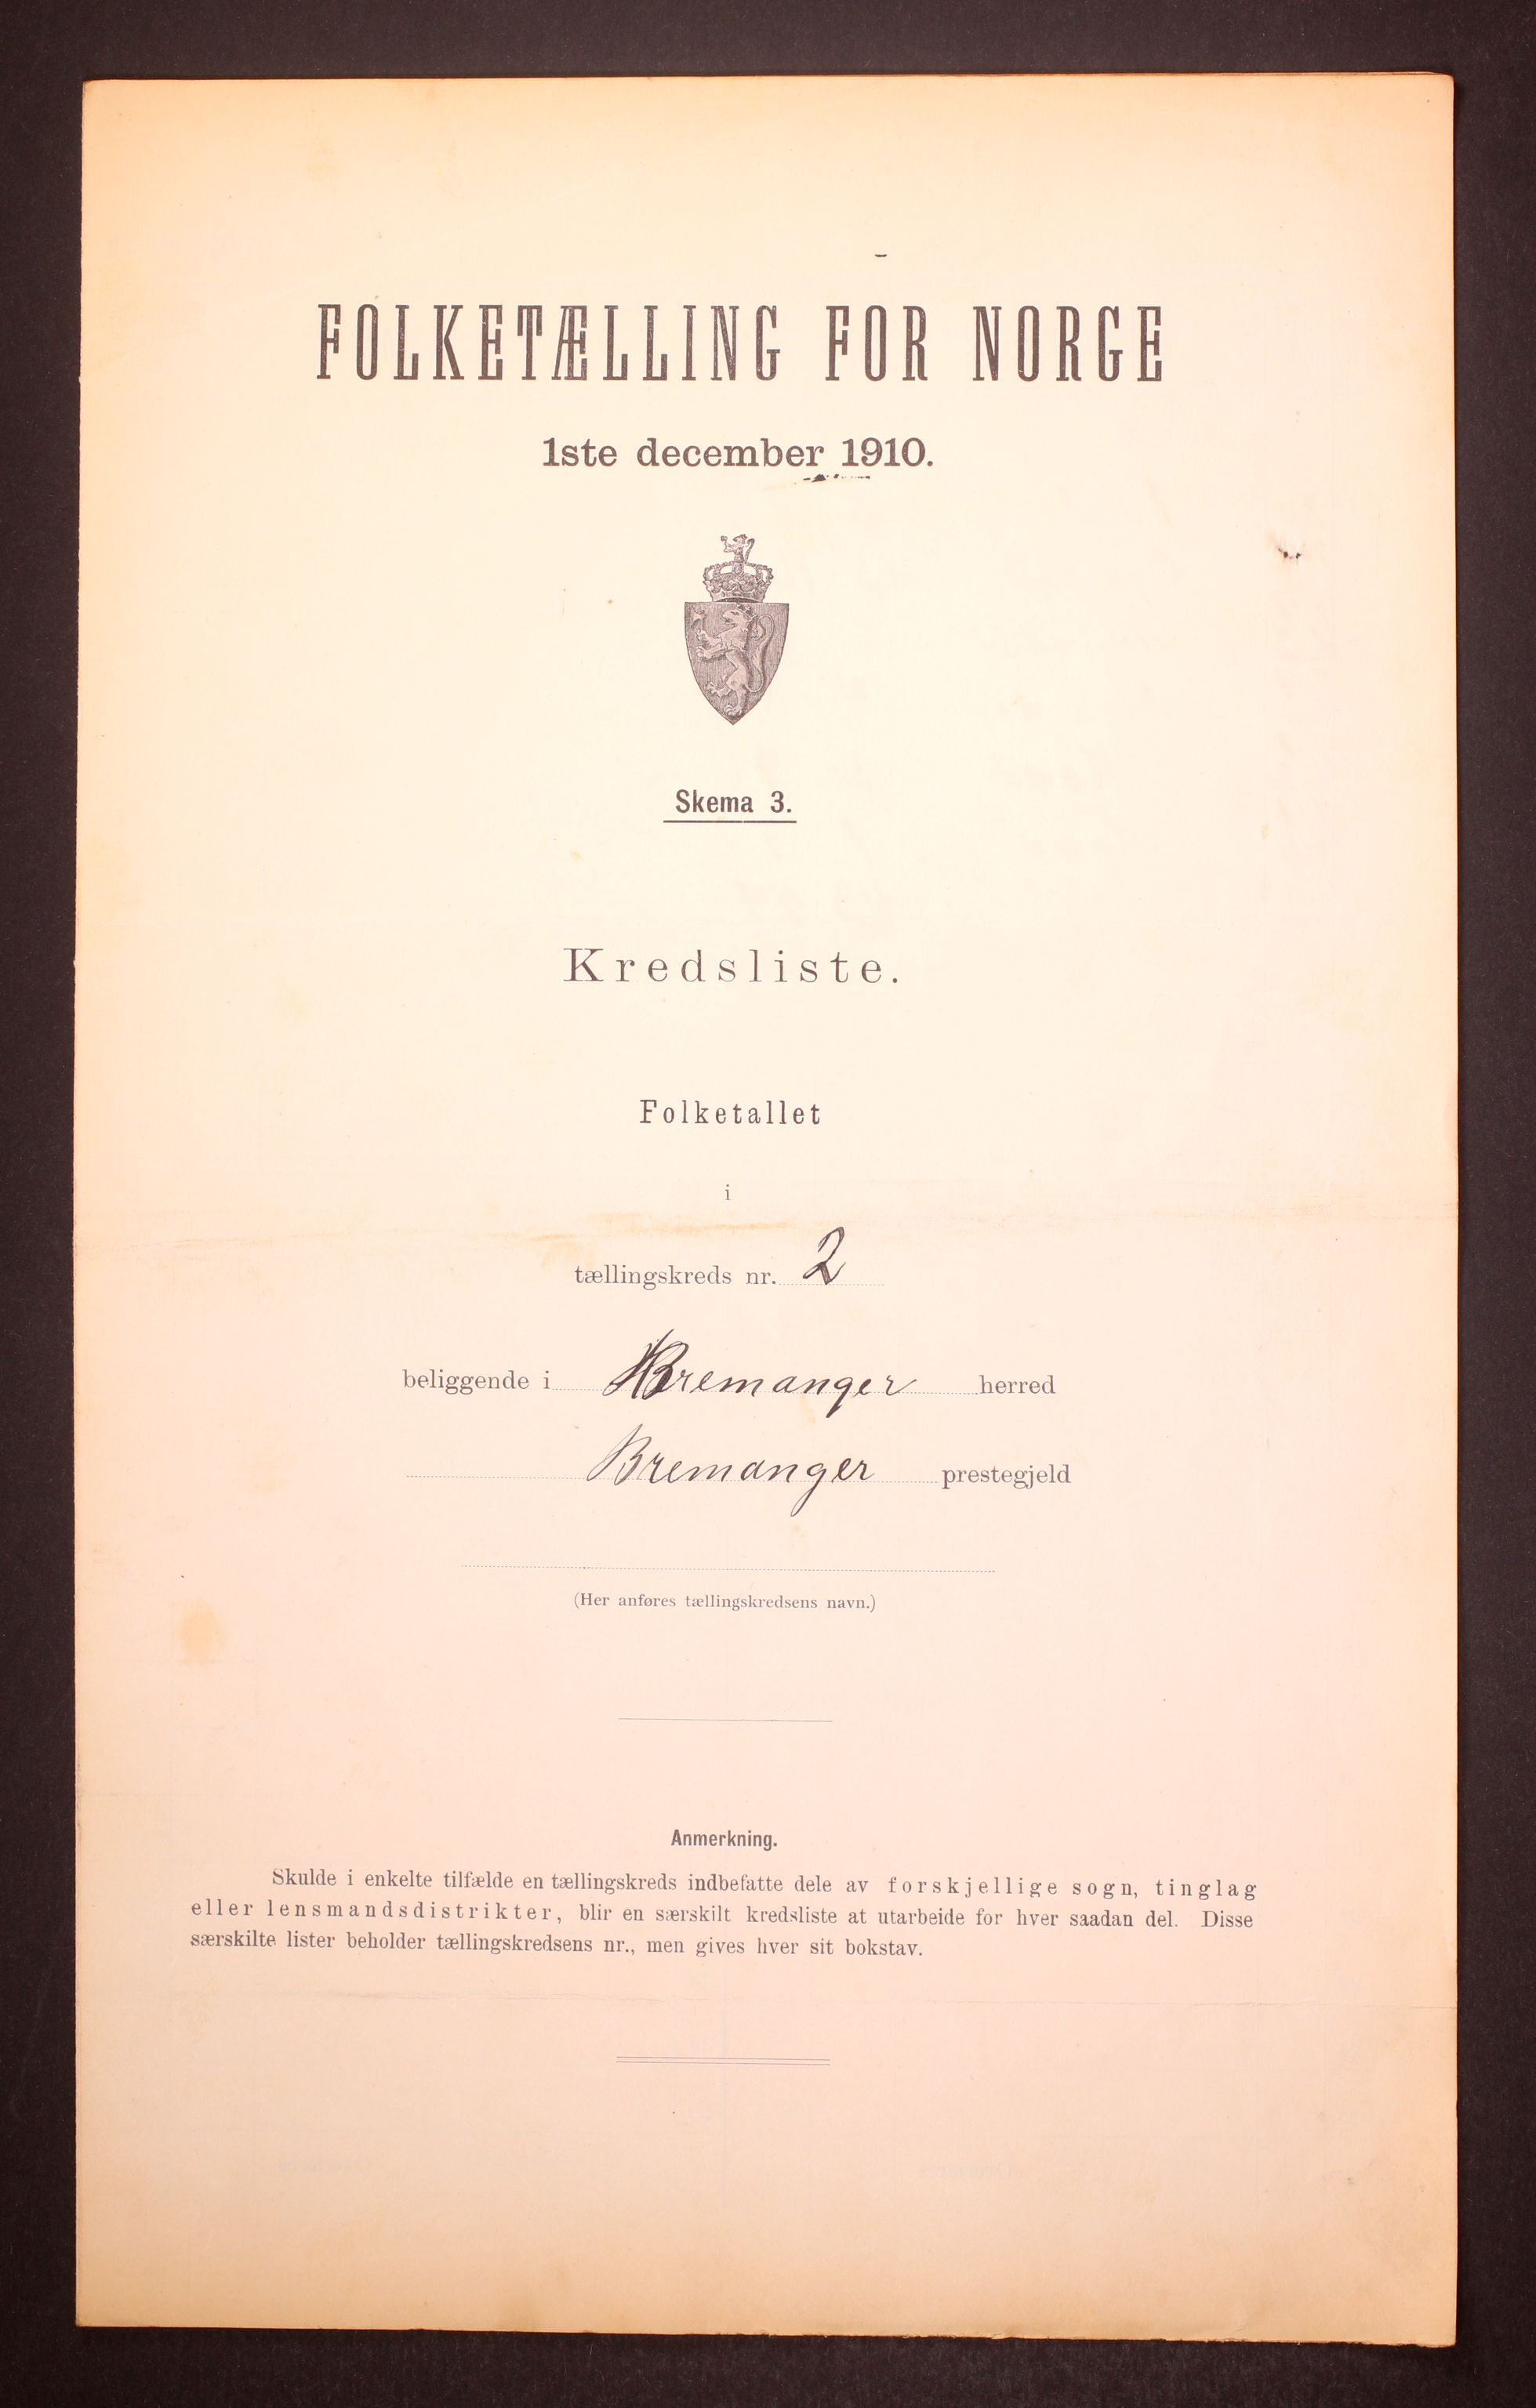 FOLKETÆLLING FOR NORGE
1ste december 1910.
Skema 3.
Kredsliste.
Folketallet
i
tællingskreds nr. 2
beliggende i Bremanger herred
Bremanger prestegjeld
(Her anføres tællingskredsens navn.)
Anmerkning.
Skulde i enkelte tilfælde en tællingskreds indbefatte dele av forskjellige sogn, tinglag
eller lensmandsdistrikter, blir en særskilt kredsliste at utarbeide for hver saadan del. Disse
særskilte lister beholder tællingskredsens nr., men gives hver sit bokstav.